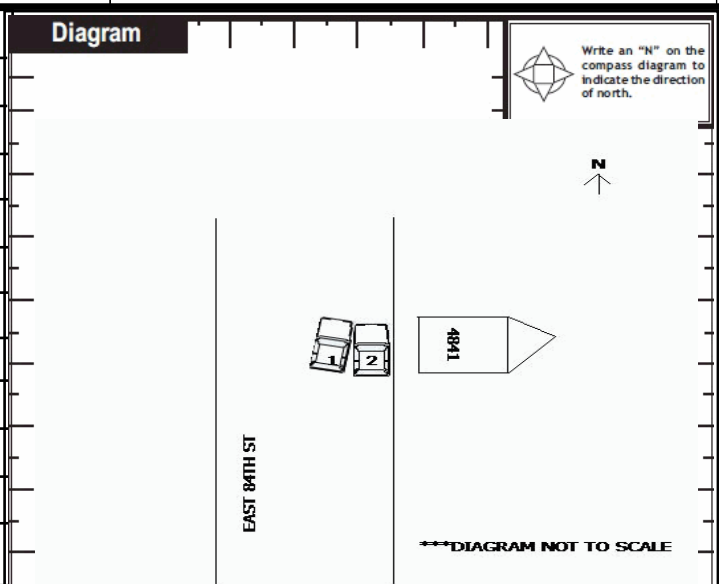 Diagram
Write an “N” on the
compass diagram to
indicate the direction
of north.
N
4841
1
2
EAST 84TH ST
***DIAGRAM NOT TO SCALE